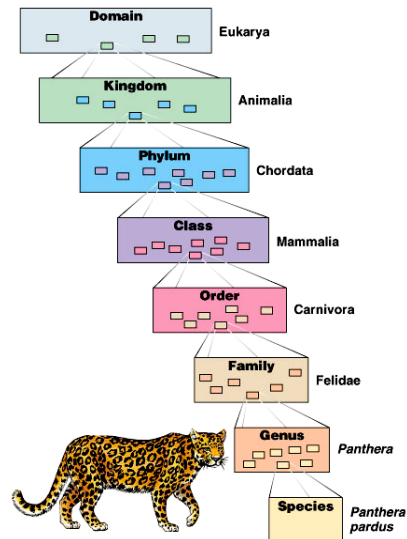 Domain
Eukarya
Kingdom
Animalia
Phylum
Chordata
Class
Mammalia
Order
Carnivora
Family
Felidae
Genus
Panthera
Species
Panthera
pardus